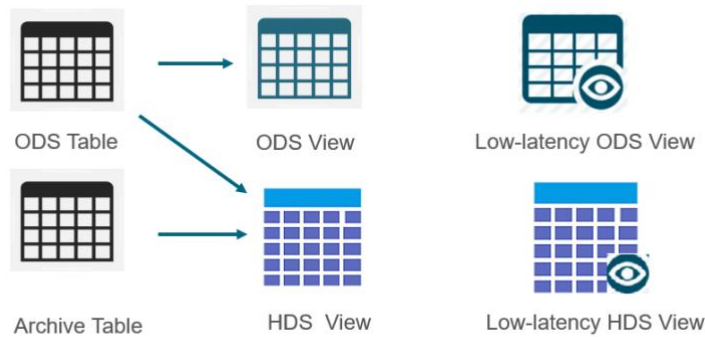 ODS Table
ODS View
Low-latency ODS View
Archive Table
HDS View
Low-latency HDS View